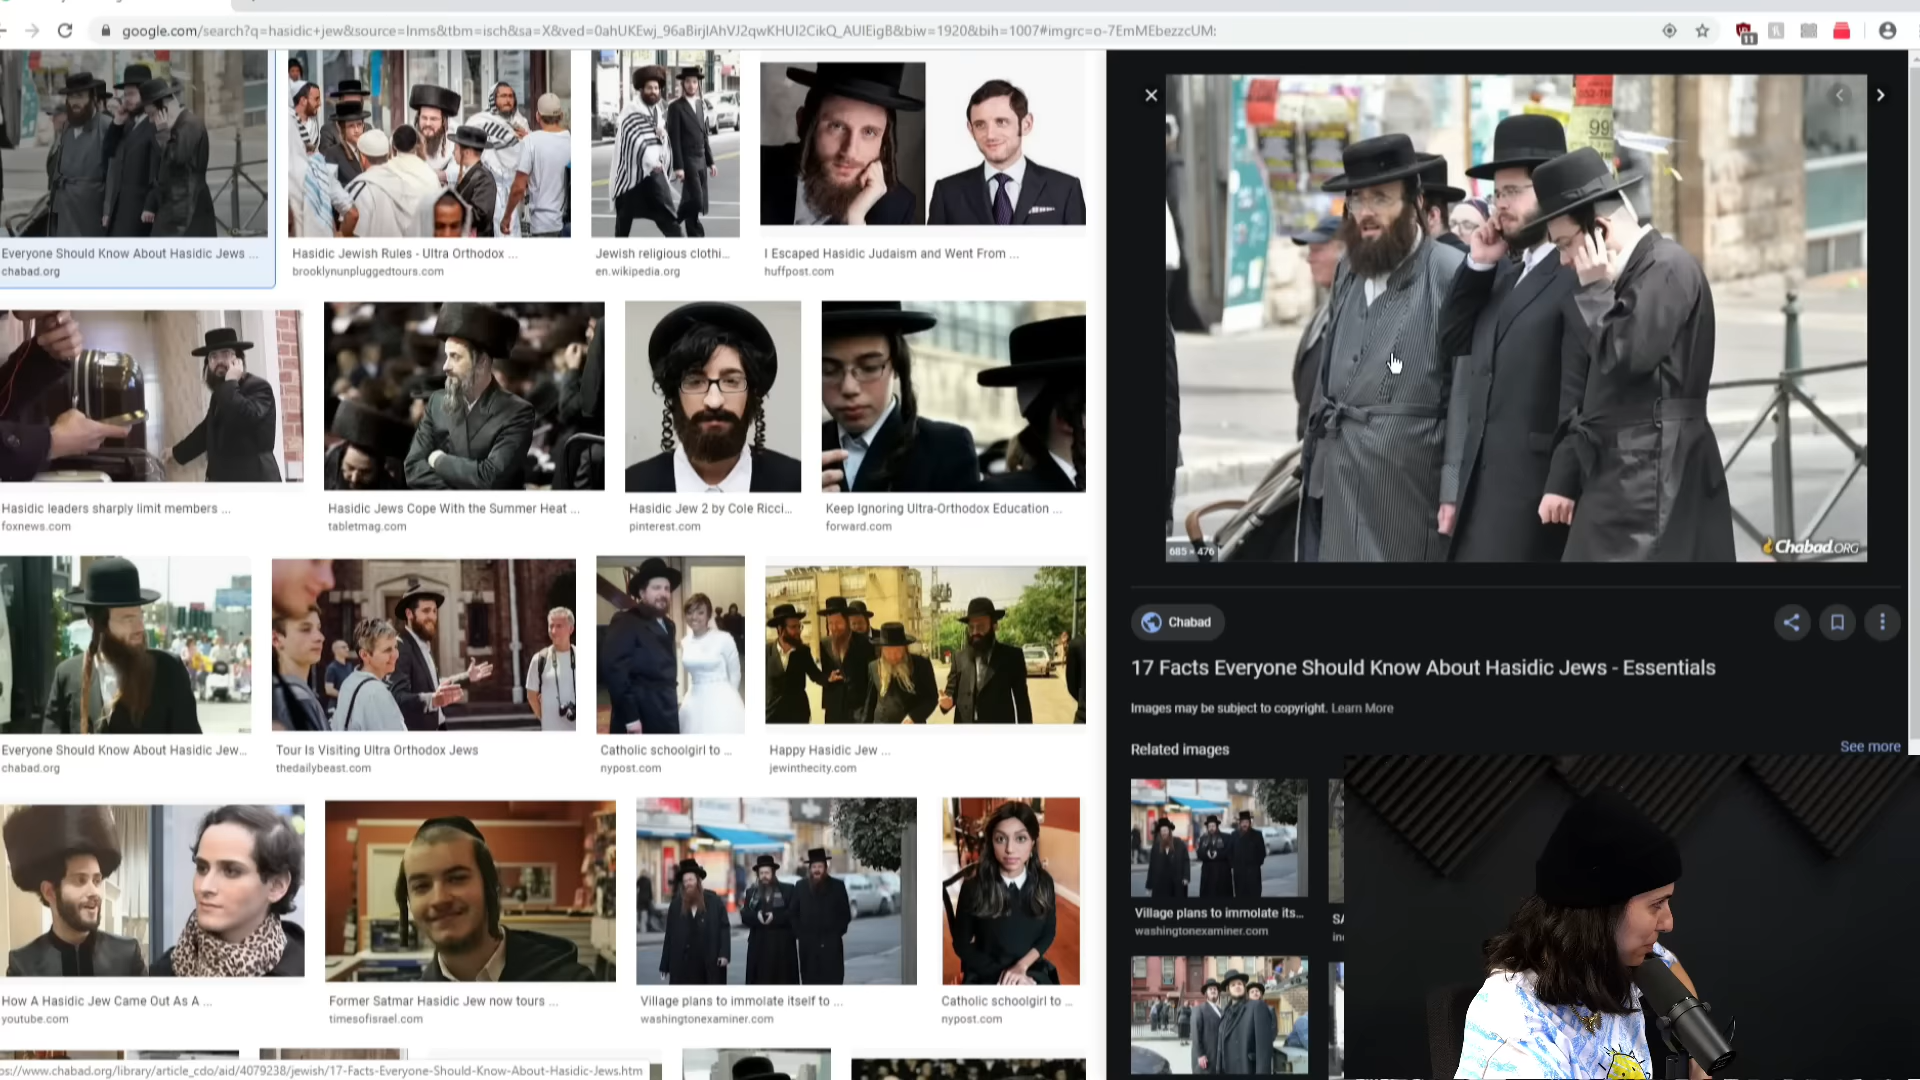 google.com/search?q=hasidic+jew&source=lnms&tbm=isch&sa=X&ved=0ahUKEwj_96aBirjlAhVJ2qwKHUI2CikQ_AUIEigB&biw=1920&bih=1007#imgrc=o-7EmMEbezzcUM:
11
Everyone Should Know About Hasidic Jews ...
chabad.org
Hasidic Jewish Rules - Ultra Orthodox ...
brooklynunpluggedtours.com
Jewish religious clothi...
en.wikipedia.org
I Escaped Hasidic Judaism and Went From ...
huffpost.com
Hasidic leaders sharply limit members ...
foxnews.com
Hasidic Jews Cope With the Summer Heat ...
tabletmag.com
Hasidic Jew 2 by Cole Ricci...
pinterest.com
Keep Ignoring Ultra-Orthodox Education ...
forward.com
Everyone Should Know About Hasidic Jew...
chabad.org
Tour Is Visiting Ultra Orthodox Jews
thedailybeast.com
Catholic schoolgirl to ...
nypost.com
Happy Hasidic Jew ...
jewinthecity.com
How A Hasidic Jew Came Out As A ...
youtube.com
Former Satmar Hasidic Jew now tours ...
timesofisrael.com
Village plans to immolate itself to ...
washingtonexaminer.com
Catholic schoolgirl to ...
nypost.com
ps://www.chabad.org/library/article_cdo/aid/4079238/jewish/17-Facts-Everyone-Should-Know-About-Hasidic-Jews.htm
99
685 × 476
Chabad.ORG
Chabad
17 Facts Everyone Should Know About Hasidic Jews - Essentials
Images may be subject to copyright. Learn More
Related images
See more
Village plans to immolate its...
washingtonexaminer.com